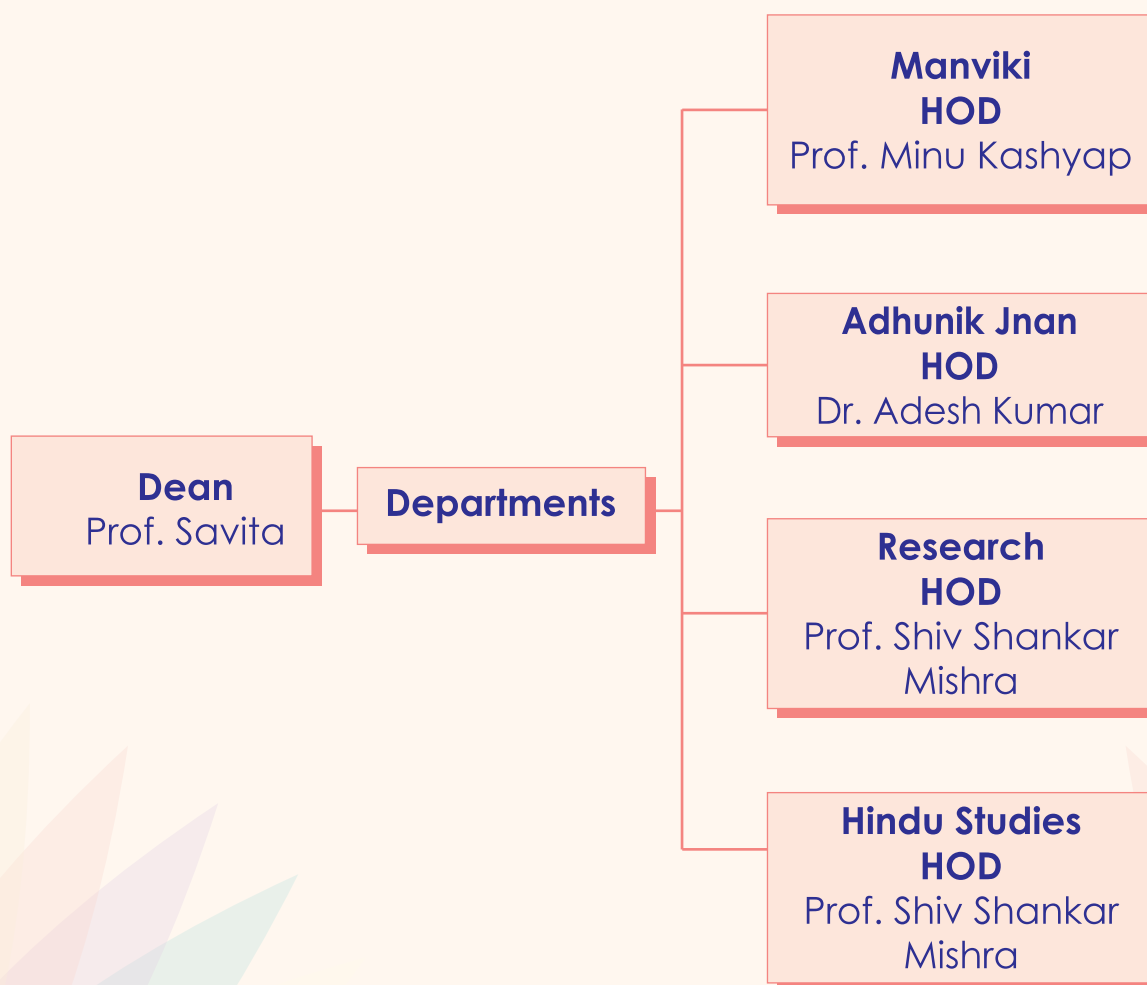 Dean
Prof. Savita
Departments
Manviki
HOD
Prof. Minu Kashyap
Adhunik Jnan
HOD
Dr. Adesh Kumar
Research
HOD
Prof. Shiv Shankar
Mishra
Hindu Studies
HOD
Prof. Shiv Shankar
Mishra